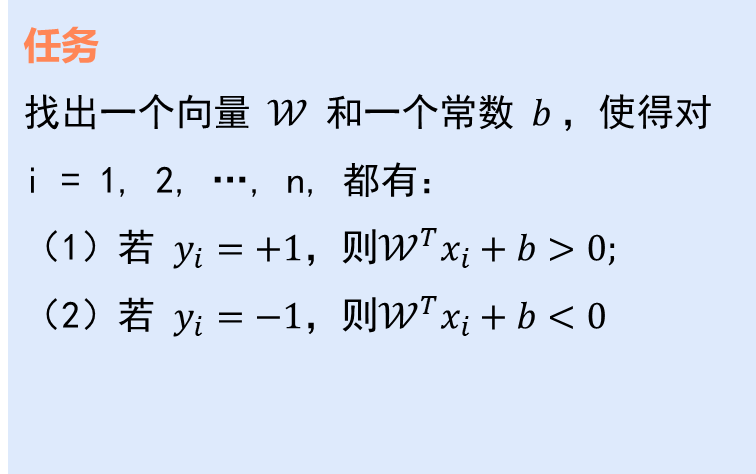 任务
找出一个向量 𝒲 和一个常数 b ，使得对
i = 1, 2, …, n, 都有：
（1）若 yᵢ = +1，则𝒲ᵀxᵢ + b > 0;
（2）若 yᵢ = −1，则𝒲ᵀxᵢ + b < 0